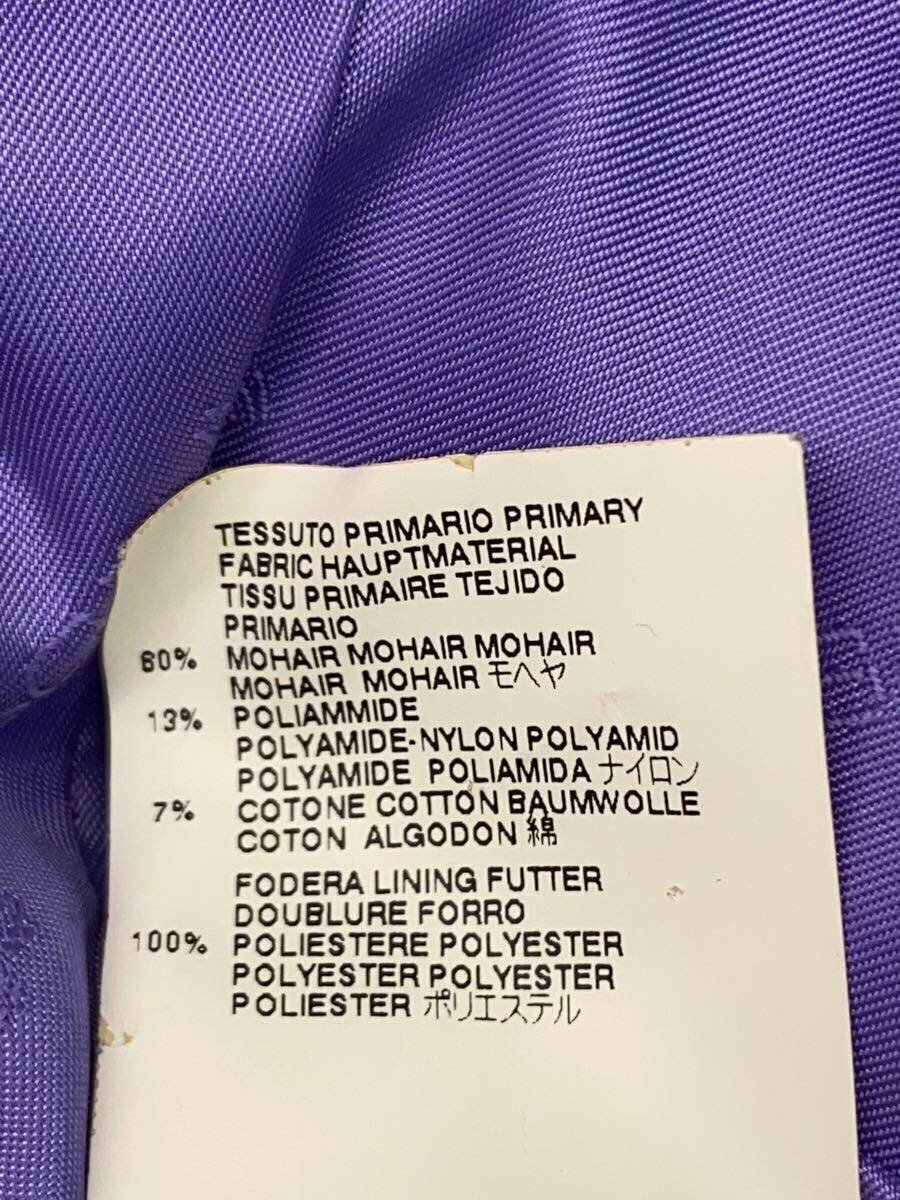 TESSUTO PRIMARIO PRIMARY
FABRIC HAUPTMATERIAL
TISSU PRIMAIRE TEJIDO
PRIMARIO
80% MOHAIR MOHAIR MOHAIR
MOHAIR MOHAIR モヘヤ
13% POLIAMMIDE
POLYAMIDE-NYLON POLYAMID
POLYAMIDE POLIAMIDA ナイロン
7% COTONE COTTON BAUMWOLLE
COTON ALGODON 綿
FODERA LINING FUTTER
DOUBLURE FORRO
100% POLIESTERE POLYESTER
POLYESTER POLYESTER
POLIESTER ポリエステル